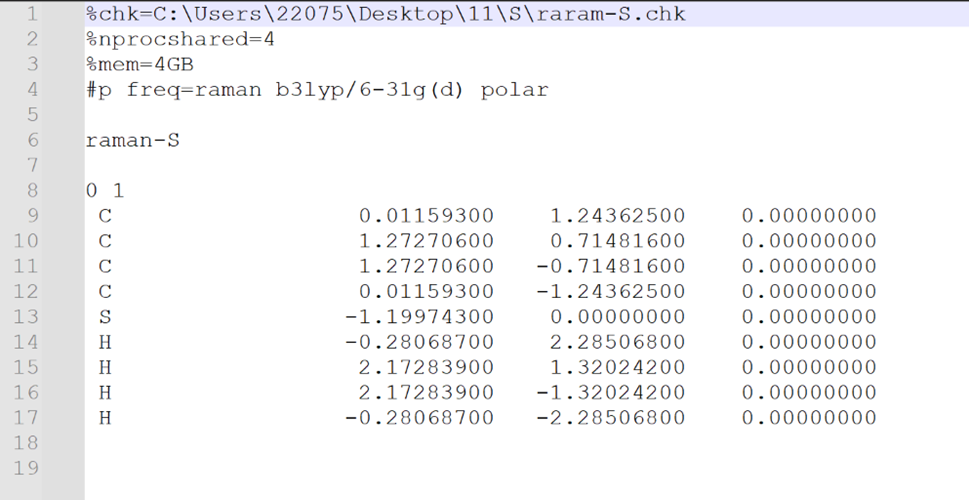 1 %chk=C:\Users\22075\Desktop\11\S\raram-S.chk
2 %nprocshared=4
3 %mem=4GB
4 #p freq=raman b3lyp/6-31g(d) polar
5
6 raman-S
7
8 0 1
9 C 0.01159300 1.24362500 0.00000000
10 C 1.27270600 0.71481600 0.00000000
11 C 1.27270600 -0.71481600 0.00000000
12 C 0.01159300 -1.24362500 0.00000000
13 S -1.19974300 0.00000000 0.00000000
14 H -0.28068700 2.28506800 0.00000000
15 H 2.17283900 1.32024200 0.00000000
16 H 2.17283900 -1.32024200 0.00000000
17 H -0.28068700 -2.28506800 0.00000000
18
19